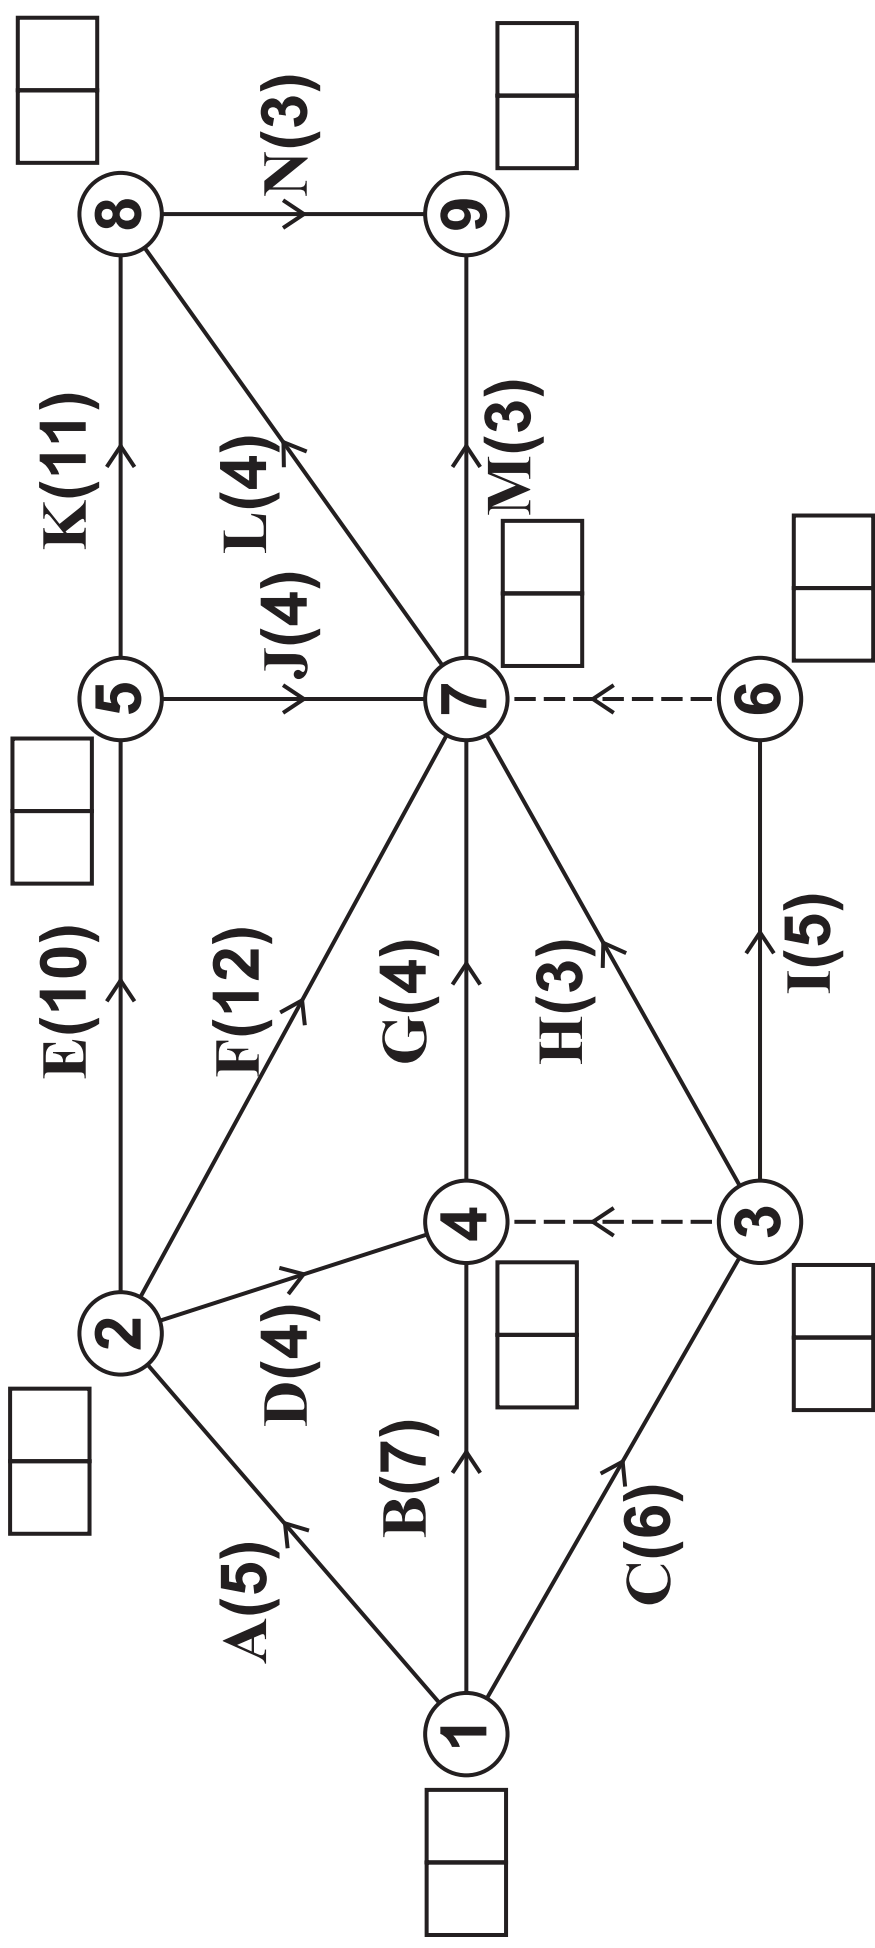 K(11)
8
5
E(10)
2
N(3)
L(4)
J(4)
F(12)
D(4)
A(5)
9
M(3)
7
G(4)
H(3)
4
B(7)
1
6
I(5)
3
C(6)